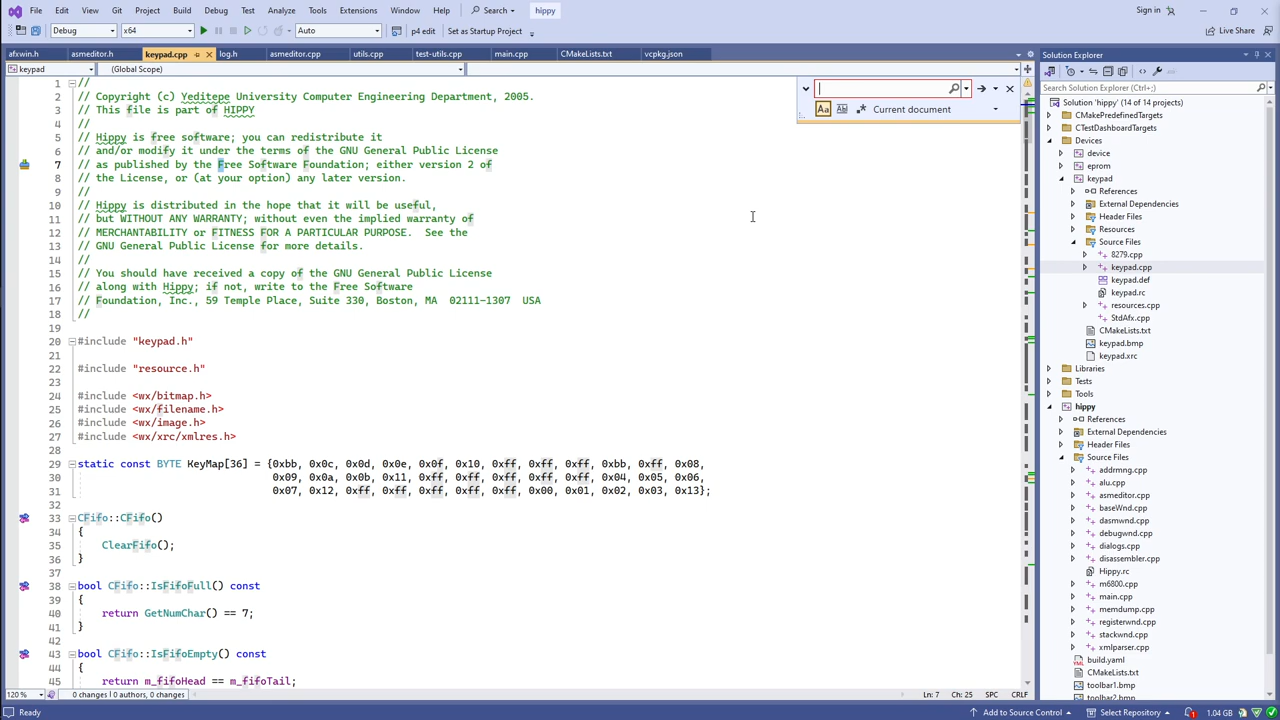 File Edit View Git Project Build Debug Test Analyze Tools Extensions Window Help Search hippy Sign in
Debug x64 Auto p4 edit Set as Startup Project Live Share
afxwin.h asmeditor.h keypad.cpp log.h asmeditor.cpp utils.cpp test-utils.cpp main.cpp CMakeLists.txt vcpkg.json
keypad (Global Scope)
1 //
2 // Copyright (c) Yeditepe University Computer Engineering Department, 2005.
3 // This file is part of HIPPY
4 //
5 // Hippy is free software; you can redistribute it
6 // and/or modify it under the terms of the GNU General Public License
7 // as published by the Free Software Foundation; either version 2 of
8 // the License, or (at your option) any later version.
9 //
10 // Hippy is distributed in the hope that it will be useful,
11 // but WITHOUT ANY WARRANTY; without even the implied warranty of
12 // MERCHANTABILITY or FITNESS FOR A PARTICULAR PURPOSE.  See the
13 // GNU General Public License for more details.
14 //
15 // You should have received a copy of the GNU General Public License
16 // along with Hippy; if not, write to the Free Software
17 // Foundation, Inc., 59 Temple Place, Suite 330, Boston, MA  02111-1307  USA
18 //
19
20 #include "keypad.h"
21
22 #include "resource.h"
23
24 #include <wx/bitmap.h>
25 #include <wx/filename.h>
26 #include <wx/image.h>
27 #include <wx/xrc/xmlres.h>
28
29 static const BYTE KeyMap[36] = {0xbb, 0x0c, 0x0d, 0x0e, 0x0f, 0x10, 0xff, 0xff, 0xff, 0xbb, 0xff, 0x08,
30 0x09, 0x0a, 0x0b, 0x11, 0xff, 0xff, 0xff, 0xff, 0xff, 0x04, 0x05, 0x06,
31 0x07, 0x12, 0xff, 0xff, 0xff, 0xff, 0xff, 0x00, 0x01, 0x02, 0x03, 0x13};
32
33 CFifo::CFifo()
34 {
35 ClearFifo();
36 }
37
38 bool CFifo::IsFifoFull() const
39 {
40 return GetNumChar() == 7;
41 }
42
43 bool CFifo::IsFifoEmpty() const
44 {
45 return m_fifoHead == m_fifoTail;
Aa Current document
120 % 0 changes | 0 authors, 0 changes Ln: 7 Ch: 25 SPC CRLF
Solution Explorer
Search Solution Explorer (Ctrl+;)
Solution 'hippy' (14 of 14 projects)
CMakePredefinedTargets
CTestDashboardTargets
Devices
device
eprom
keypad
References
External Dependencies
Header Files
Resources
Source Files
8279.cpp
keypad.cpp
keypad.def
keypad.rc
resources.cpp
StdAfx.cpp
CMakeLists.txt
keypad.bmp
keypad.xrc
Libraries
Tests
Tools
hippy
References
External Dependencies
Header Files
Source Files
addrmng.cpp
alu.cpp
asmeditor.cpp
baseWnd.cpp
dasmwnd.cpp
debugwnd.cpp
dialogs.cpp
disassembler.cpp
Hippy.rc
m6800.cpp
main.cpp
memdump.cpp
registerwnd.cpp
stackwnd.cpp
xmlparser.cpp
build.yaml
CMakeLists.txt
toolbar1.bmp
toolbar2.bmp
Ready Add to Source Control Select Repository 1 1.04 GB